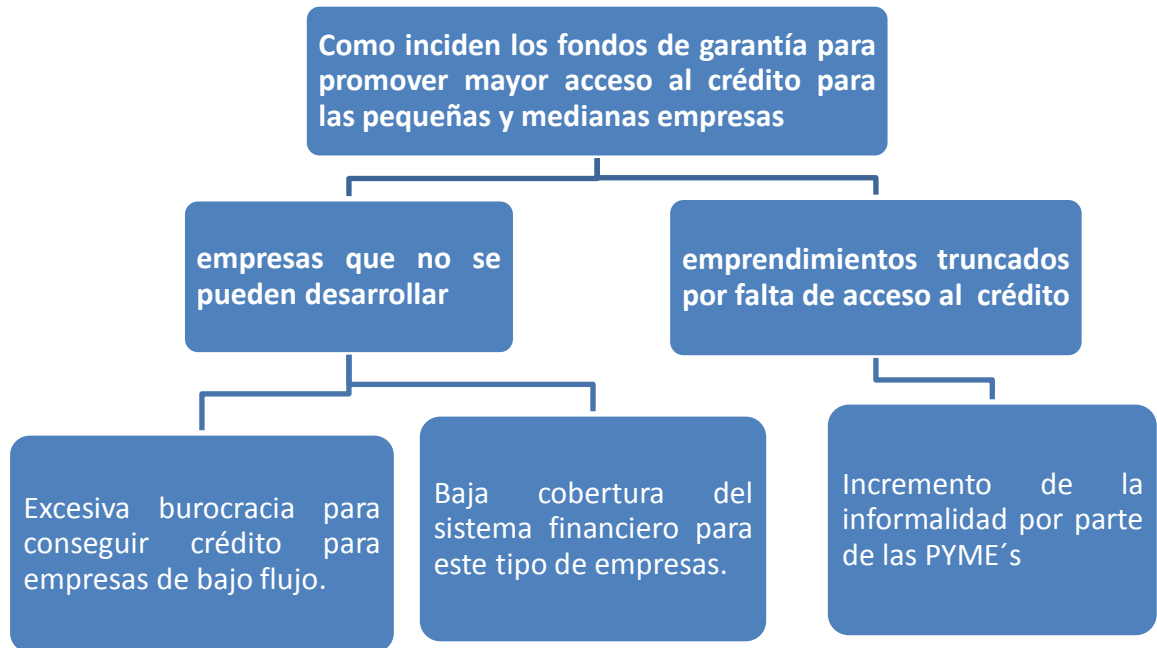 Como inciden los fondos de garantía para
promover mayor acceso al crédito para
las pequeñas y medianas empresas
empresas que no se
pueden desarrollar
emprendimientos truncados
por falta de acceso al crédito
Excesiva burocracia para
conseguir crédito para
empresas de bajo flujo.
Baja cobertura del
sistema financiero para
este tipo de empresas.
Incremento de la
informalidad por parte
de las PYME´s